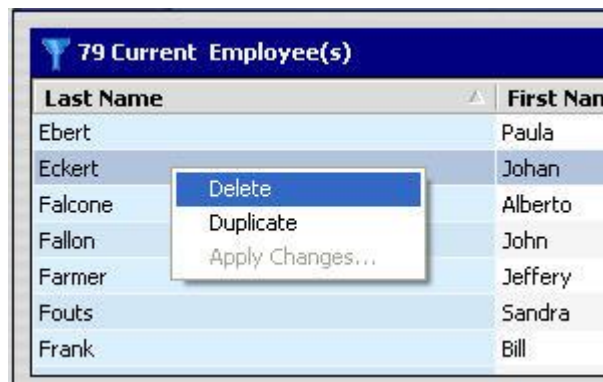 79 Current Employee(s)
Last Name First Nan
Ebert Paula
Eckert Johan
Delete
Falcone Alberto
Duplicate
Fallon John
Apply Changes...
Farmer Jeffery
Fouts Sandra
Frank Bill